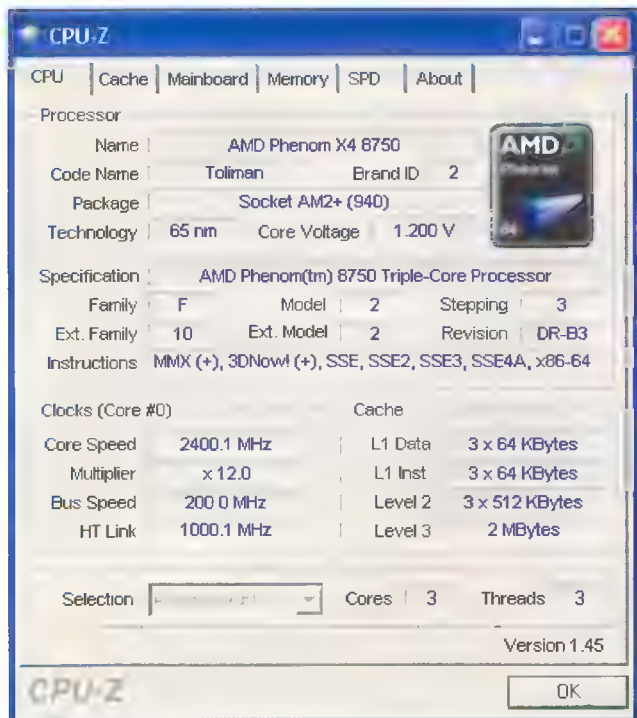 CPU-Z
CPU Cache Mainboard Memory SPD About
Processor
Name AMD Phenom X4 8750
Code Name Toliman Brand ID 2
Package Socket AM2+ (940)
Technology 65 nm Core Voltage 1.200 V
AMD
64
Specification AMD Phenom(tm) 8750 Triple-Core Processor
Family F Model 2 Stepping 3
Ext. Family 10 Ext. Model 2 Revision DR-B3
Instructions MMX (+), 3DNow! (+), SSE, SSE2, SSE3, SSE4A, x86-64
Clocks (Core #0) Cache
Core Speed 2400.1 MHz L1 Data 3 x 64 KBytes
Multiplier x 12.0 L1 Inst 3 x 64 KBytes
Bus Speed 200 0 MHz Level 2 3 x 512 KBytes
HT Link 1000.1 MHz Level 3 2 MBytes
Selection Cores 3 Threads 3
Version 1.45
CPU-Z OK